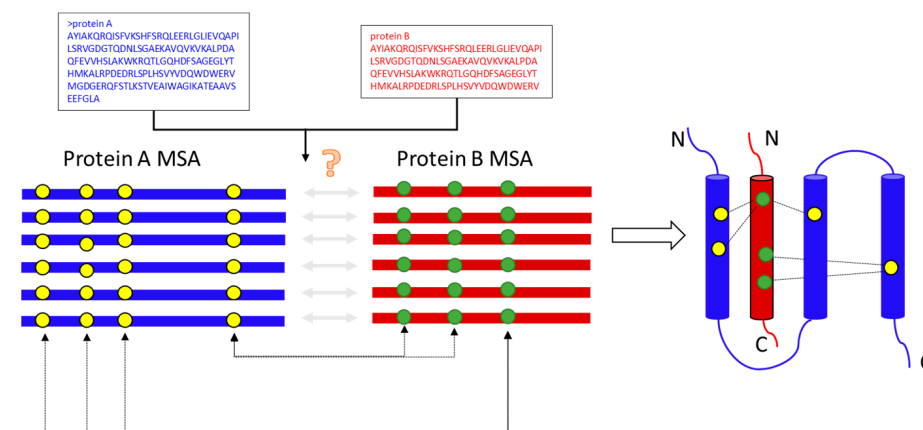 >protein A
AYIAKQRQISFVKSHFSRQLEERLGLIEVQAPI
LSRVGDGTQDNLSGAEKAVQVKVKALPDA
QFEVVHSLAKWKRQTLGQHDFSAGEGLYT
HMKALRPDEDRLSPLHSVYVDQWDWERV
MGDGERQFSTLKSTVEAIWAGIKATEAAVS
EEFGLA
protein B
AYIAKQRQISFVKSHFSRQLEERLGLIEVQAPI
LSRVGDGTQDNLSGAEKAVQVKVKALPDA
QFEVVHSLAKWKRQTLGQHDFSAGEGLYT
HMKALRPDEDRLSPLHSVYVDQWDWERV
Protein A MSA
?
Protein B MSA
N
N
C